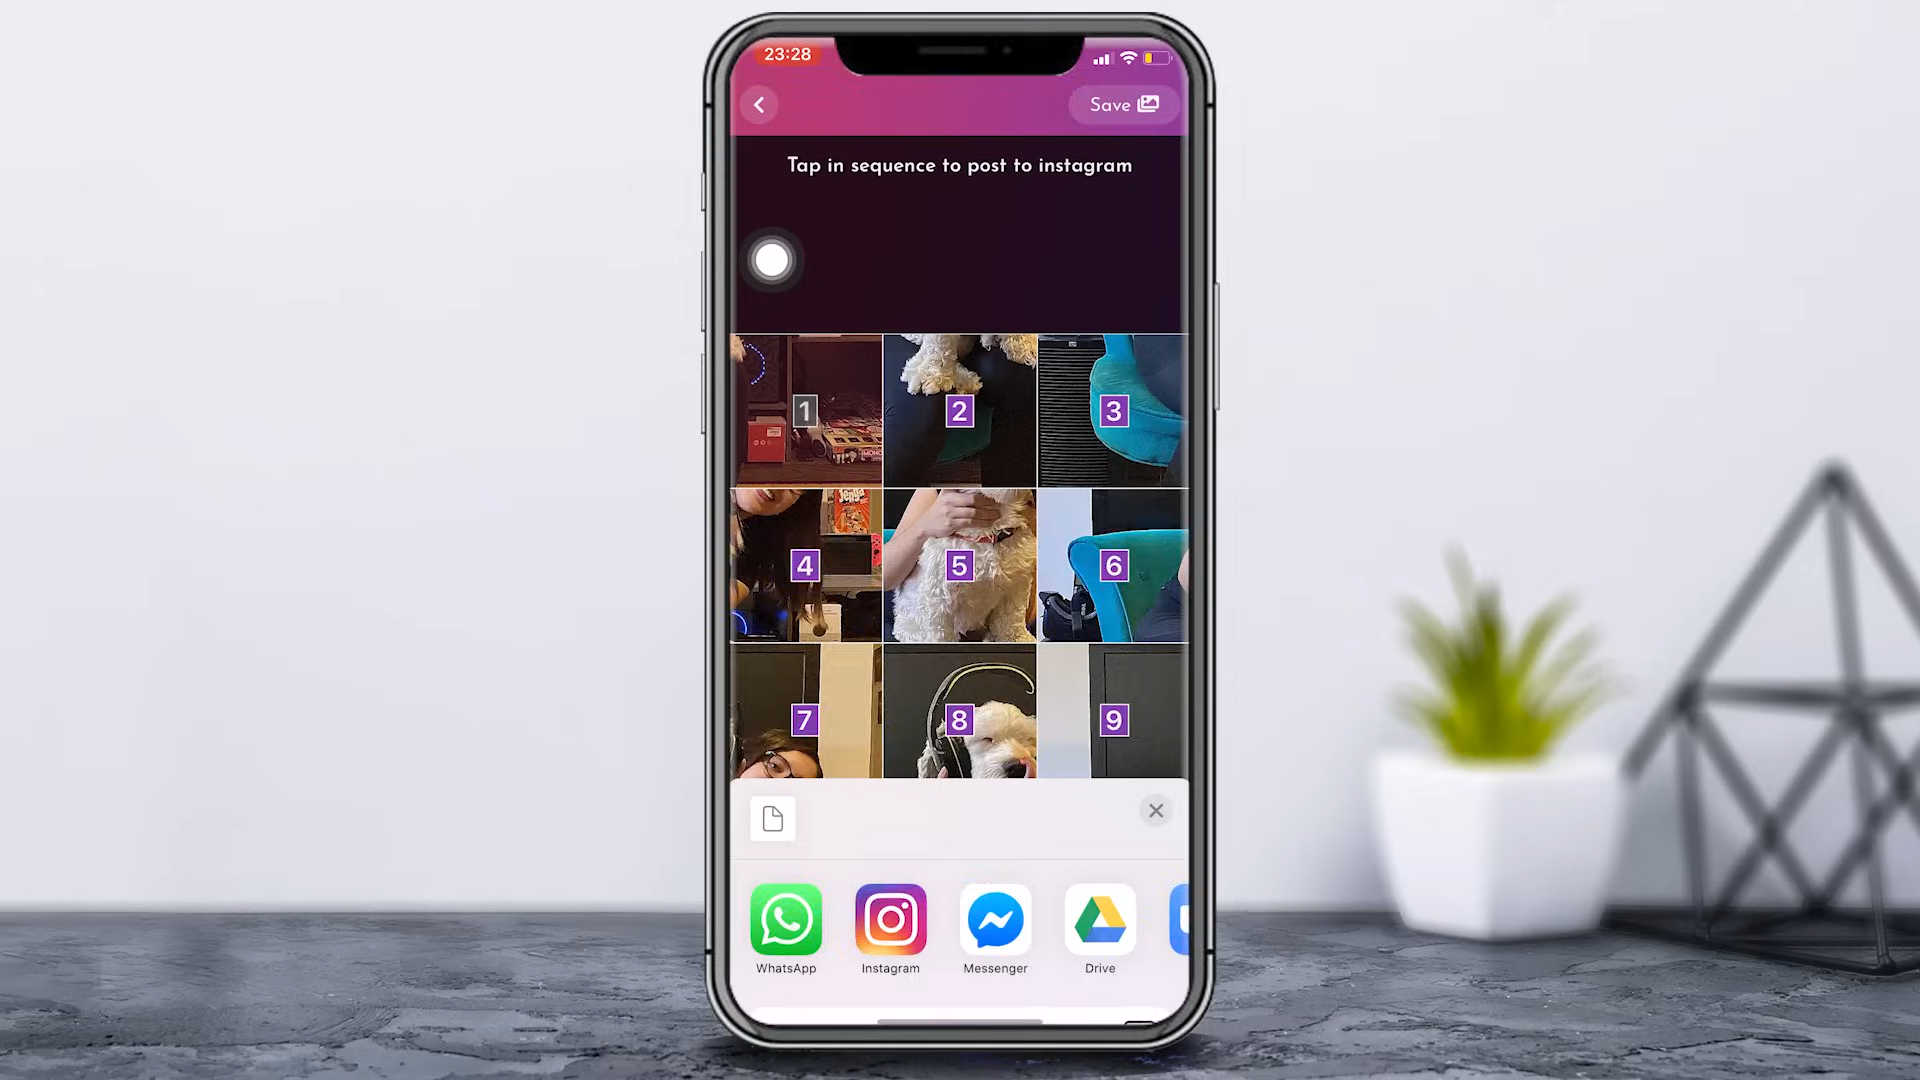 23:28
Save
Tap in sequence to post to instagram
1
2
3
Jenga
4
5
6
7
8
9
WhatsApp
Instagram
Messenger
Drive